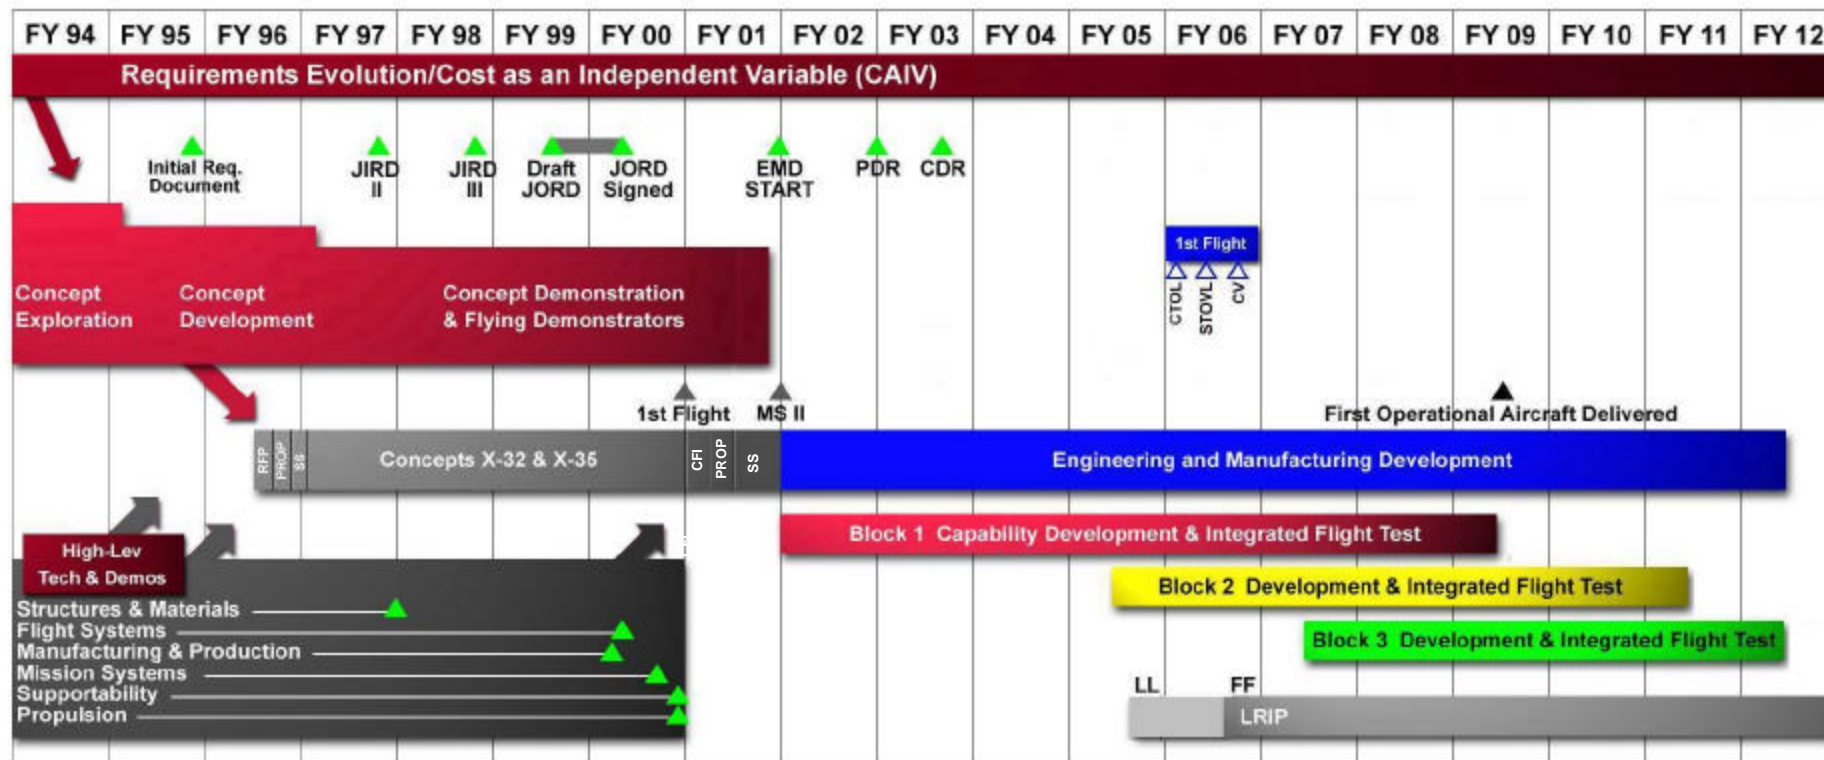 FY 94 FY 95 FY 96 FY 97 FY 98 FY 99 FY 00 FY 01 FY 02 FY 03 FY 04 FY 05 FY 06 FY 07 FY 08 FY 09 FY 10 FY 11 FY 12
Requirements Evolution/Cost as an Independent Variable (CAIV)
Initial Req.
Document
JIRD
II
JIRD
III
Draft
JORD
JORD
Signed
EMD
START
PDR
CDR
1st Flight
CTOL
STOVL
CV
Concept
Exploration
Concept
Development
Concept Demonstration
& Flying Demonstrators
1st Flight
MS II
First Operational Aircraft Delivered
RFP
PROP
SS
Concepts X-32 & X-35
CFI
PROP
SS
Engineering and Manufacturing Development
Block 1 Capability Development & Integrated Flight Test
High-Lev
Tech & Demos
Block 2 Development & Integrated Flight Test
Structures & Materials
Flight Systems
Manufacturing & Production
Mission Systems
Supportability
Propulsion
Block 3 Development & Integrated Flight Test
LL
FF
LRIP